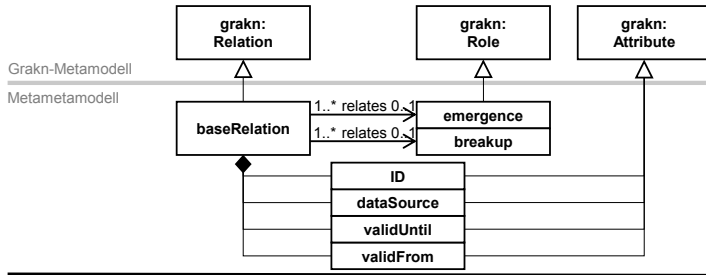 grakn:
Relation
grakn:
Role
grakn:
Attribute
Grakn-Metamodell
Metametamodell
baseRelation
1..* relates 0..1
emergence
1..* relates 0..1
breakup
ID
dataSource
validUntil
validFrom